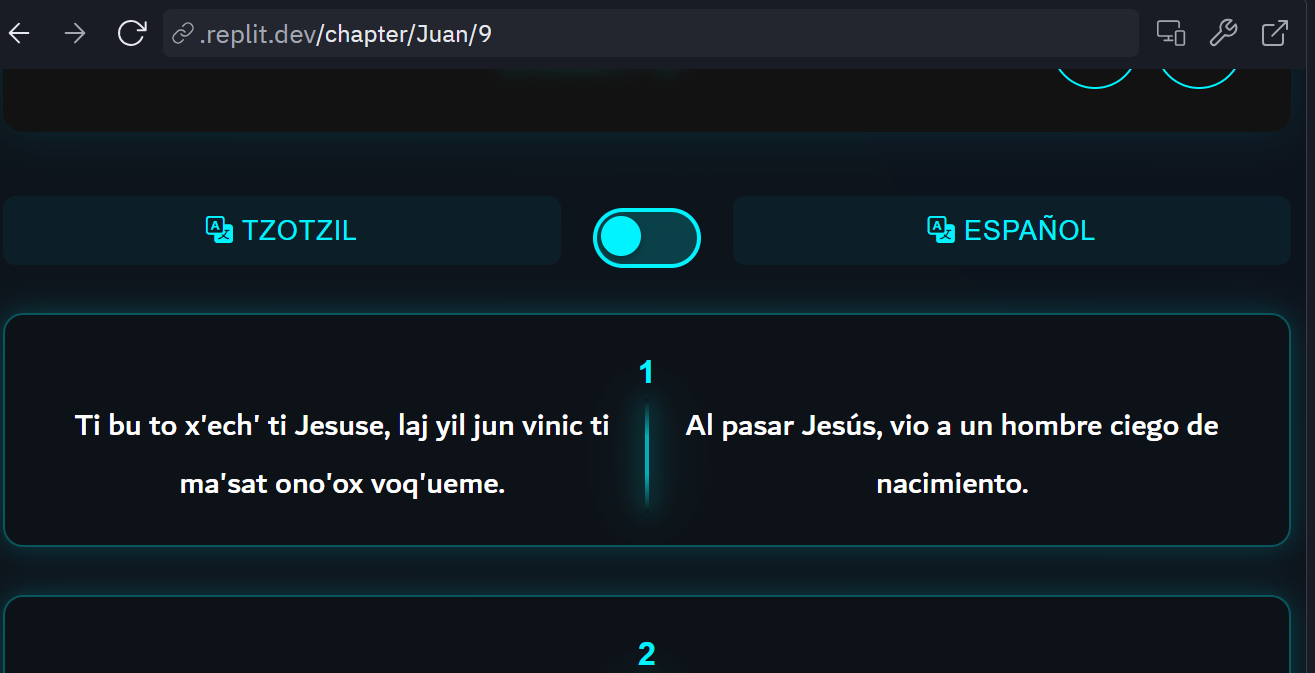 .replit.dev/chapter/Juan/9
TZOTZIL
ESPAÑOL
1
Ti bu to x'ech' ti Jesuse, laj yil jun vinic ti
ma'sat ono'ox voq'ueme.
Al pasar Jesús, vio a un hombre ciego de
nacimiento.
2